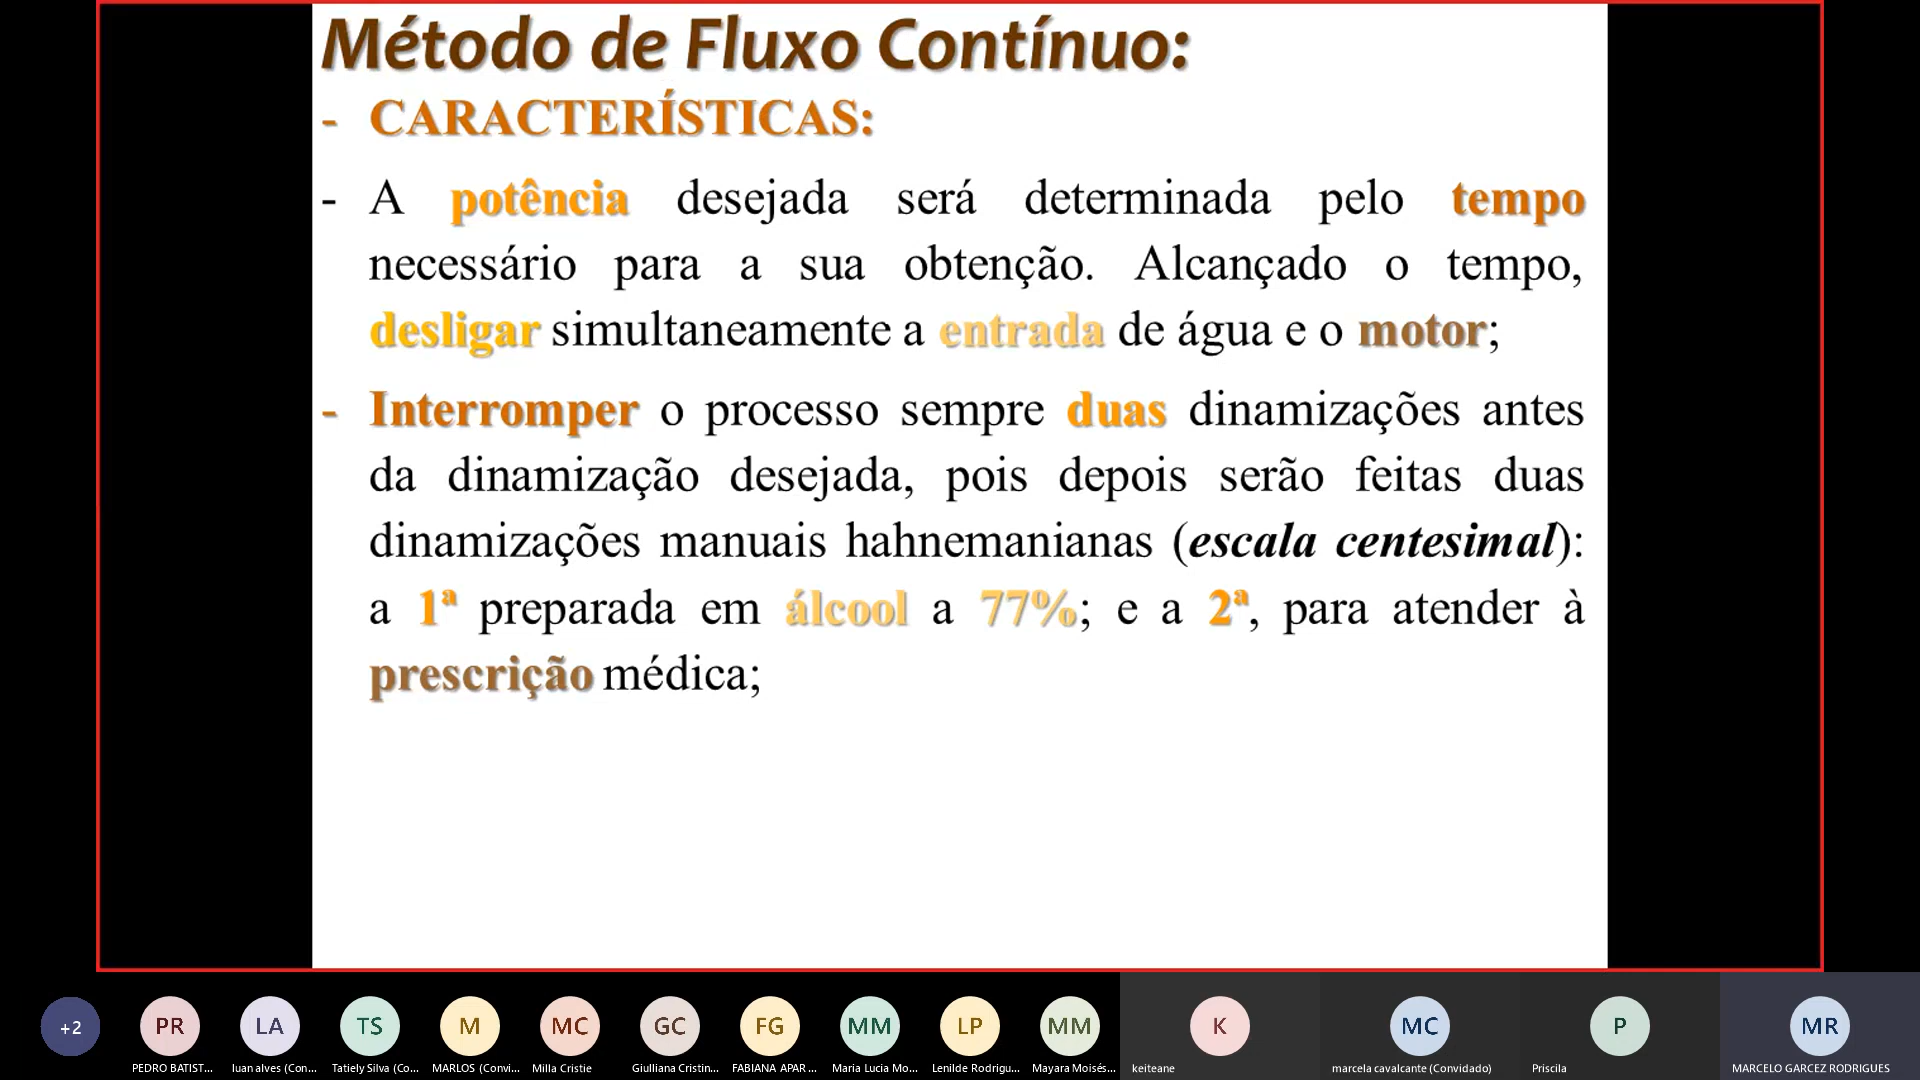 Método de Fluxo Contínuo:
- CARACTERÍSTICAS:
- A potência desejada será determinada pelo tempo
necessário para a sua obtenção. Alcançado o tempo,
desligar simultaneamente a entrada de água e o motor;
- Interromper o processo sempre duas dinamizações antes
da dinamização desejada, pois depois serão feitas duas
dinamizações manuais hahnemanianas (escala centesimal):
a 1ª preparada em álcool a 77%; e a 2ª, para atender à
prescrição médica;
+2 PR LA TS M MC GC FG MM LP MM K MC P MR
PEDRO BATIST... luan alves (Con... Tatiely Silva (Co... MARLOS (Convi... Milla Cristie Giulliana Cristin... FABIANA APAR ... Maria Lucia Mo... Lenilde Rodrigu... Mayara Moisés... keiteane marcela cavalcante (Convidado) Priscila MARCELO GARCEZ RODRIGUES